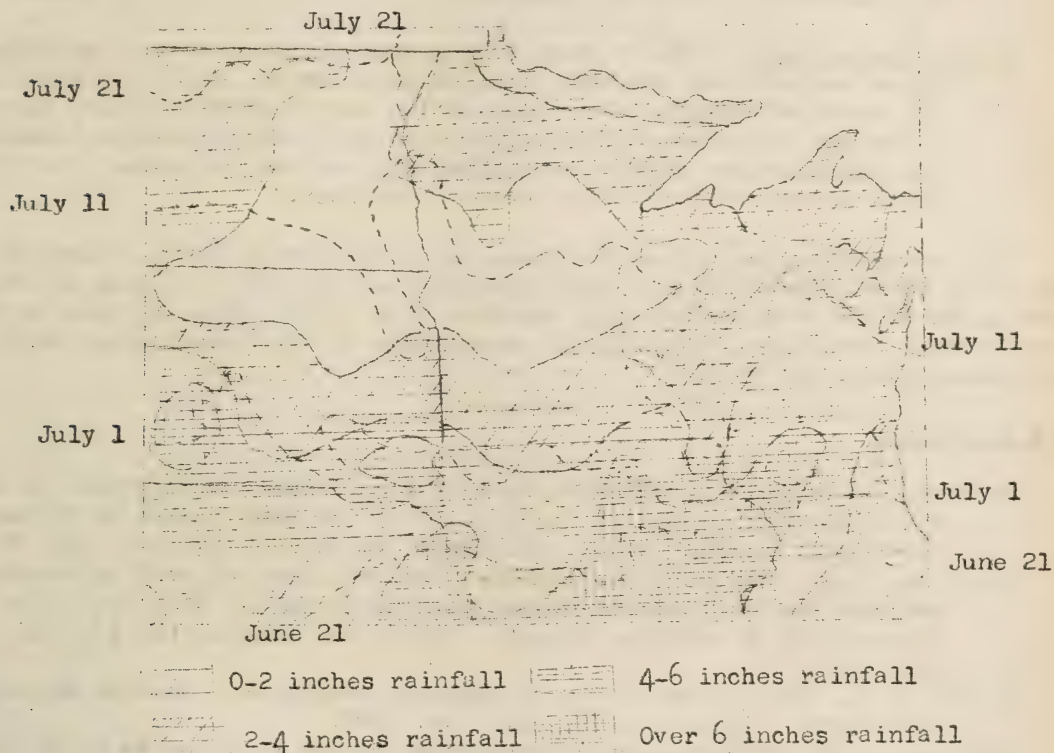 July 21
July 21
July 11
July 11
July 1
July 1
June 21
June 21
0-2 inches rainfall
4-6 inches rainfall
2-4 inches rainfall
Over 6 inches rainfall